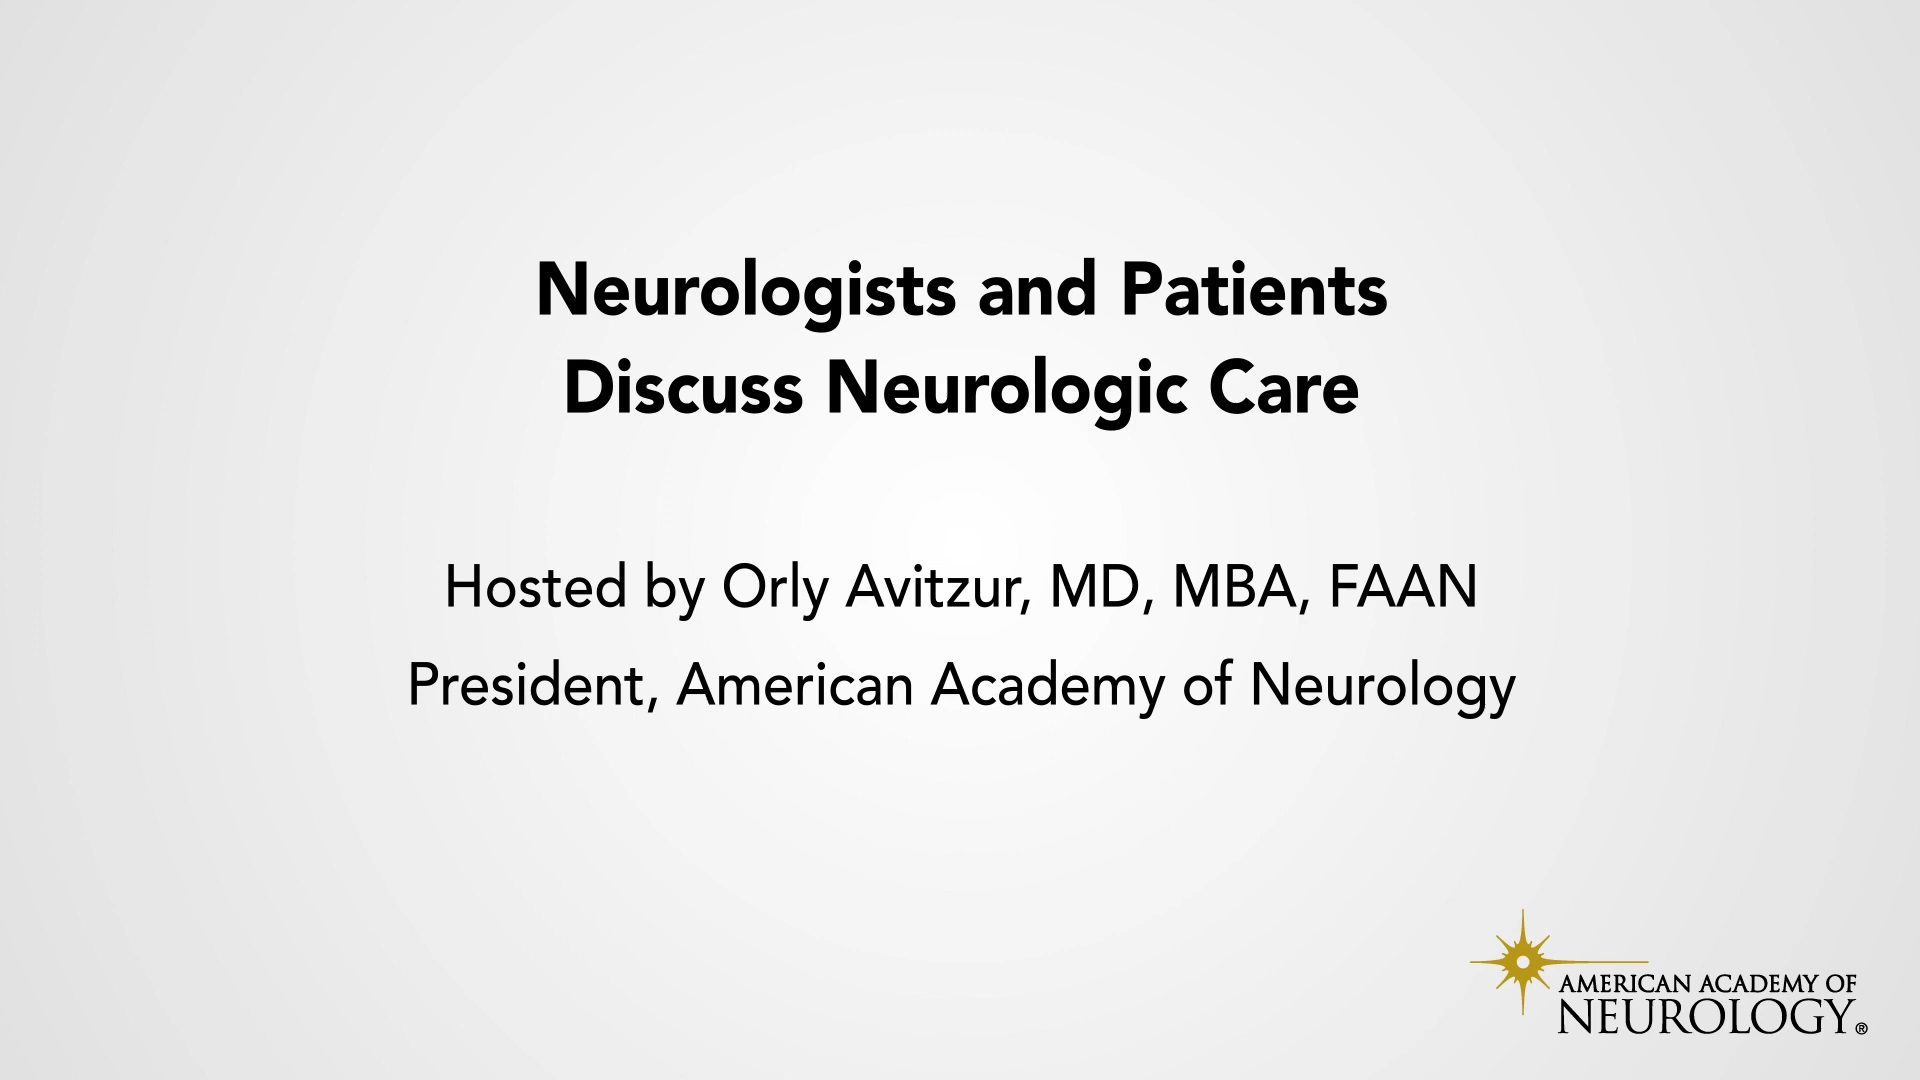 Neurologists and Patients
Discuss Neurologic Care
Hosted by Orly Avitzur, MD, MBA, FAAN
President, American Academy of Neurology
AMERICAN ACADEMY OF
NEUROLOGY®